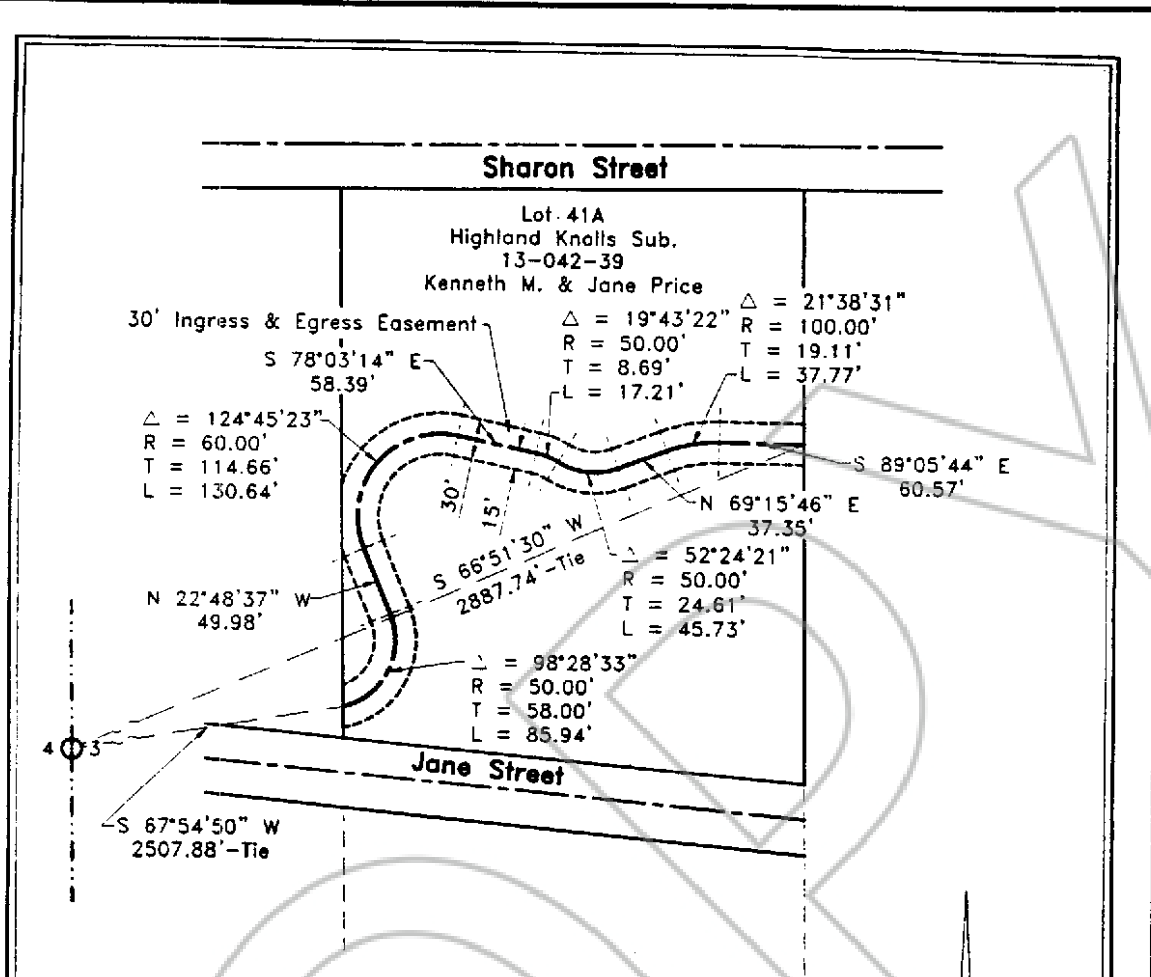 Sharon Street
Lot 41A
Highland Knolls Sub.
13-042-39
Kenneth M. & Jane Price
30' Ingress & Egress Easement
S 78°03'14" E
58.39'
Δ = 19°43'22"
R = 50.00'
T = 8.69'
L = 17.21'
Δ = 21°38'31"
R = 100.00'
T = 19.11'
L = 37.77'
Δ = 124°45'23"
R = 60.00'
T = 114.66'
L = 130.64'
30'
15'
S 89°05'44" E
60.57'
N 69°15'46" E
37.35'
S 66°51'30" W
2887.74'-Tie
Δ = 52°24'21"
R = 50.00'
T = 24.61'
L = 45.73'
N 22°48'37" W
49.98'
Δ = 98°28'33"
R = 50.00'
T = 58.00'
L = 85.94'
4 3
Jane Street
S 67°54'50" W
2507.88'-Tie